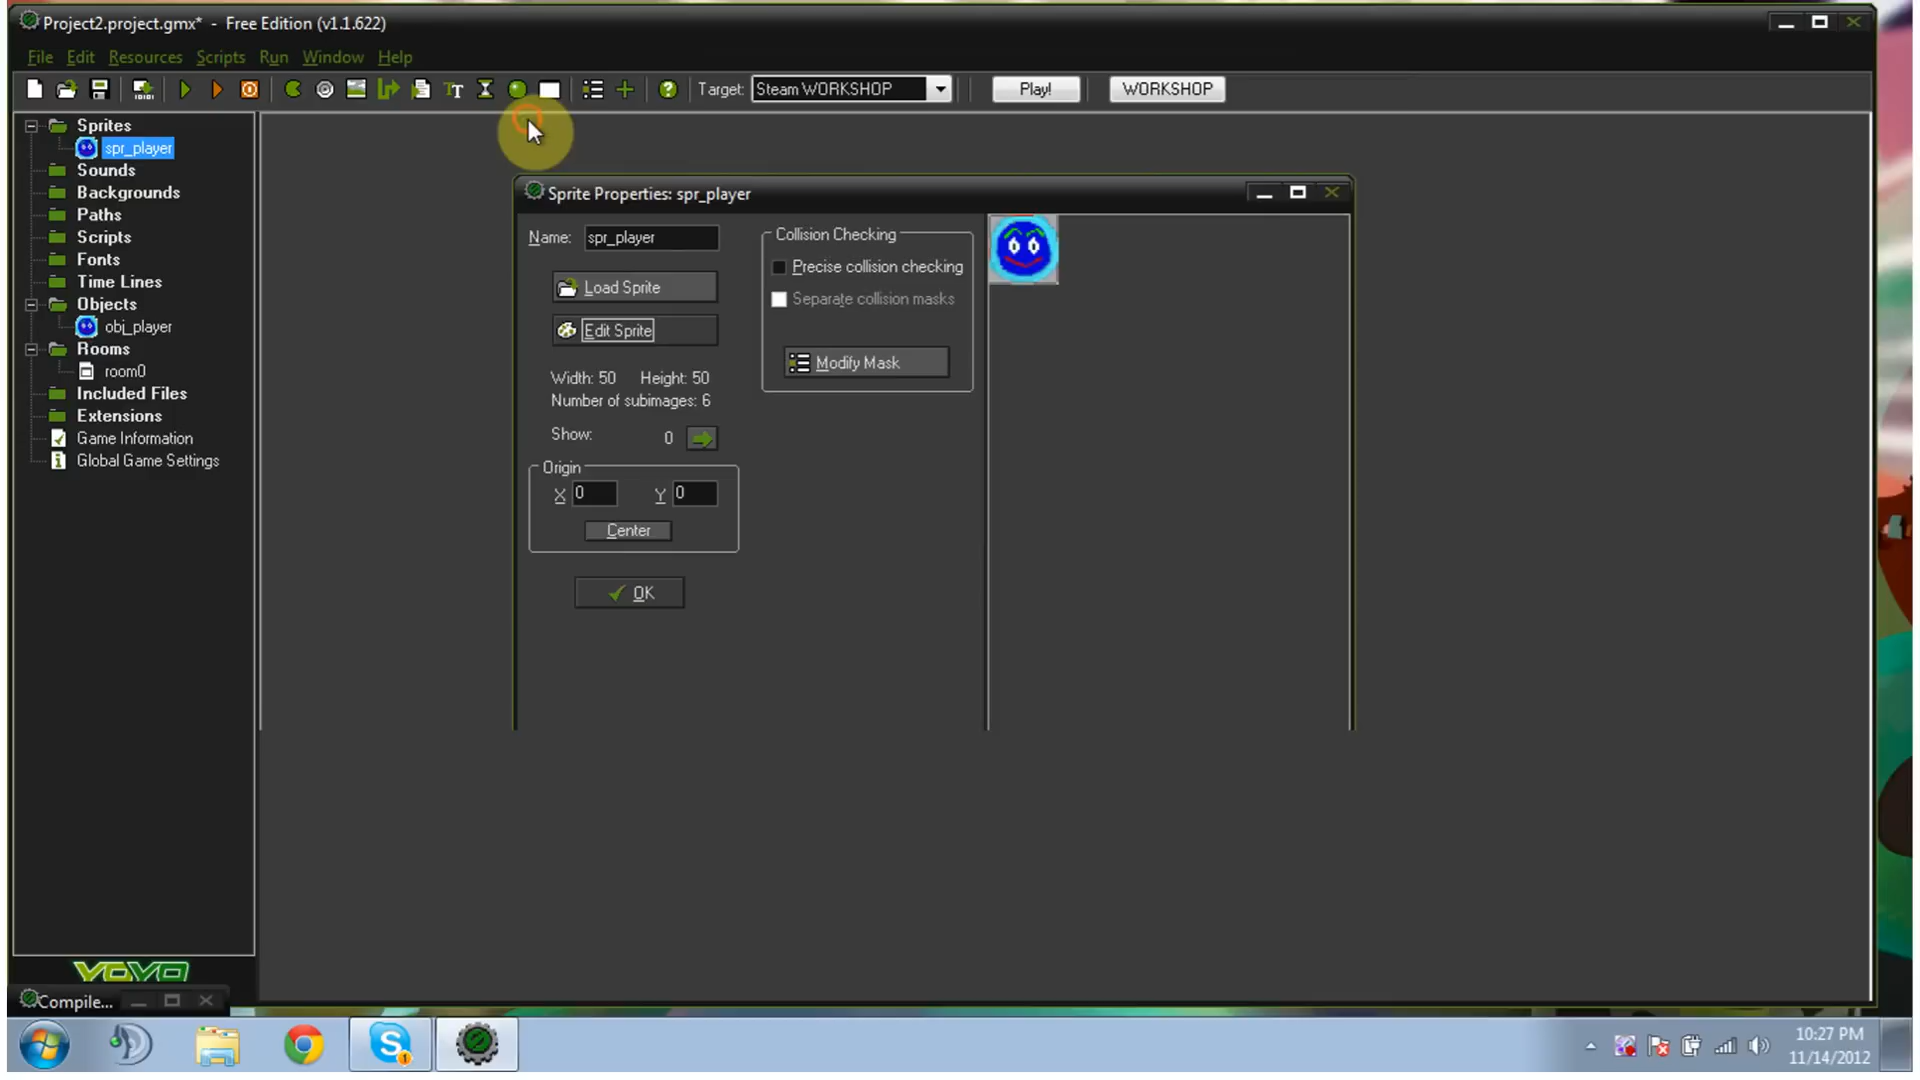 Project2.project.gmx* - Free Edition (v1.1.622)
File Edit Resources Scripts Run Window Help
Target: Steam WORKSHOP Play! WORKSHOP
Sprites
spr_player
Sounds
Backgrounds
Paths
Scripts
Fonts
Time Lines
Objects
obj_player
Rooms
room0
Included Files
Extensions
Game Information
Global Game Settings
Sprite Properties: spr_player
Name: spr_player
Load Sprite
Edit Sprite
Width: 50 Height: 50
Number of subimages: 6
Show: 0
Origin
X 0 Y 0
Center
OK
Collision Checking
Precise collision checking
Separate collision masks
Modify Mask
YOYO
Compile...
10:27 PM
11/14/2012